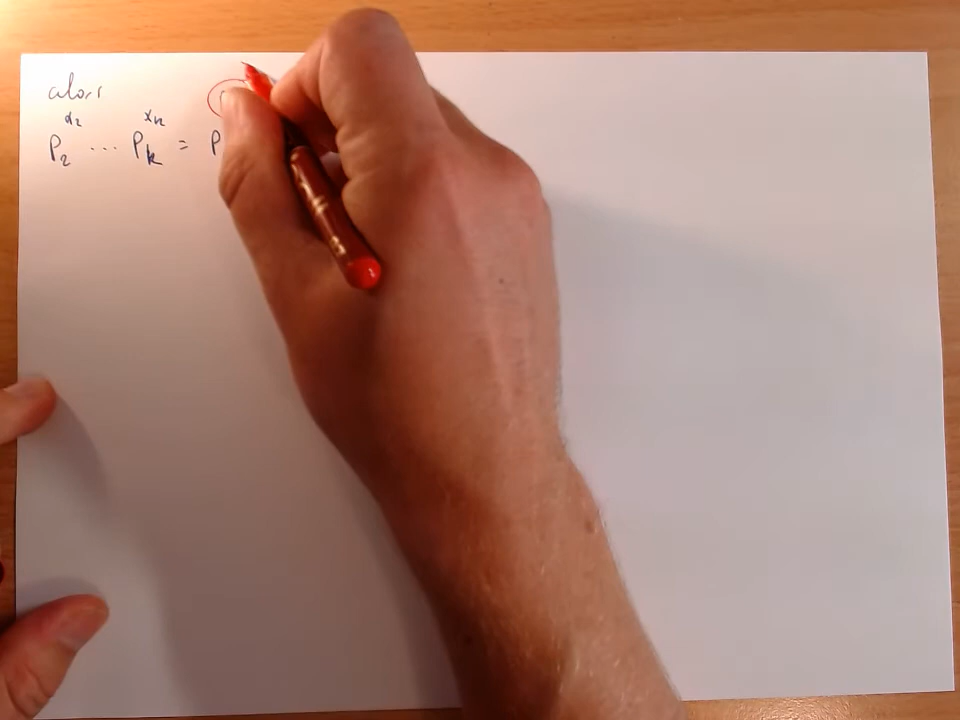 alors
α₂ αₖ
P₂ ... Pₖ = P